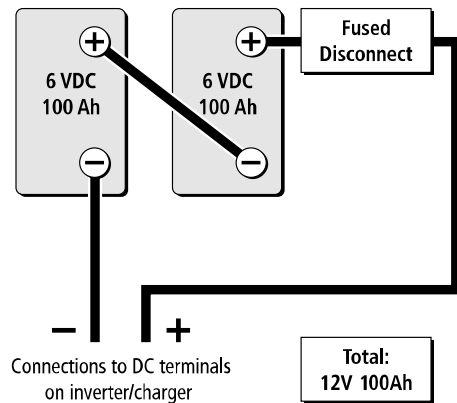 +
+
Fused
Disconnect
6 VDC
100 Ah
6 VDC
100 Ah
−
−
− +
Connections to DC terminals
on inverter/charger
Total:
12V 100Ah